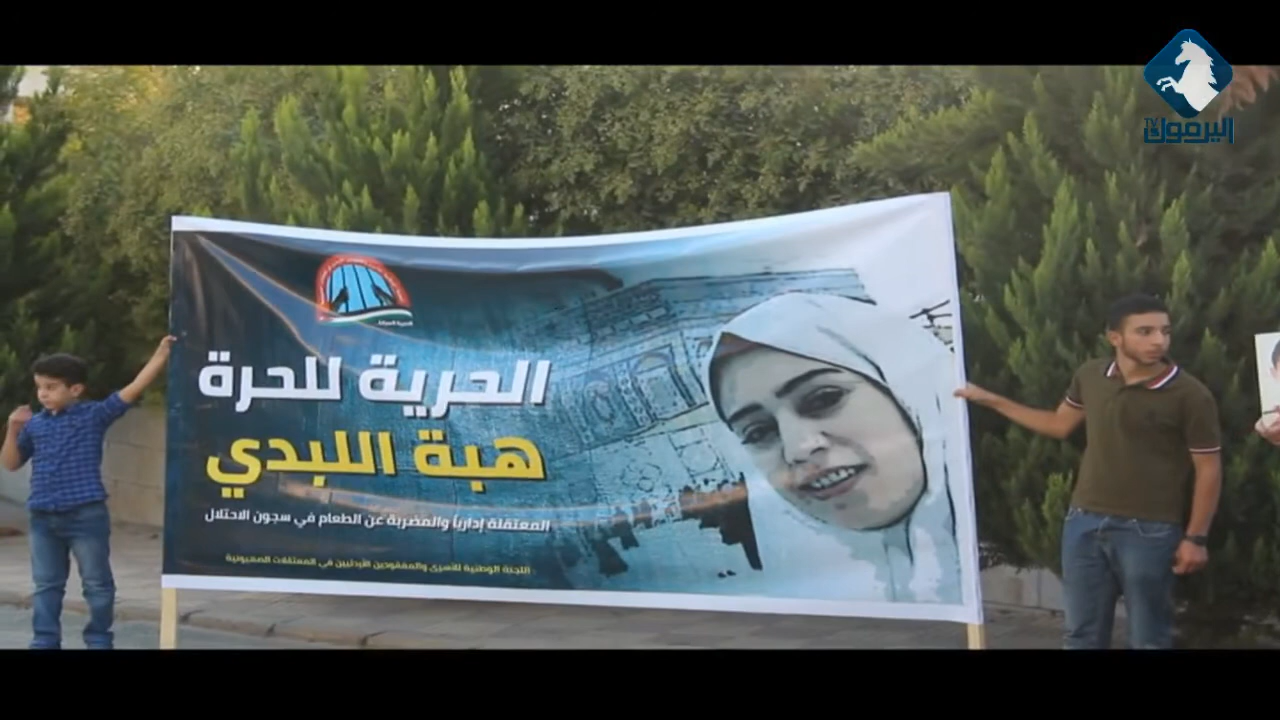 اليرموك TV
الحرية للحرة
هبة اللبدي
المعتقلة إدارياً والمضربة عن الطعام في سجون الاحتلال
اللجنة الوطنية للأسرى والمفقودين الأردنيين في المعتقلات الصهيونية